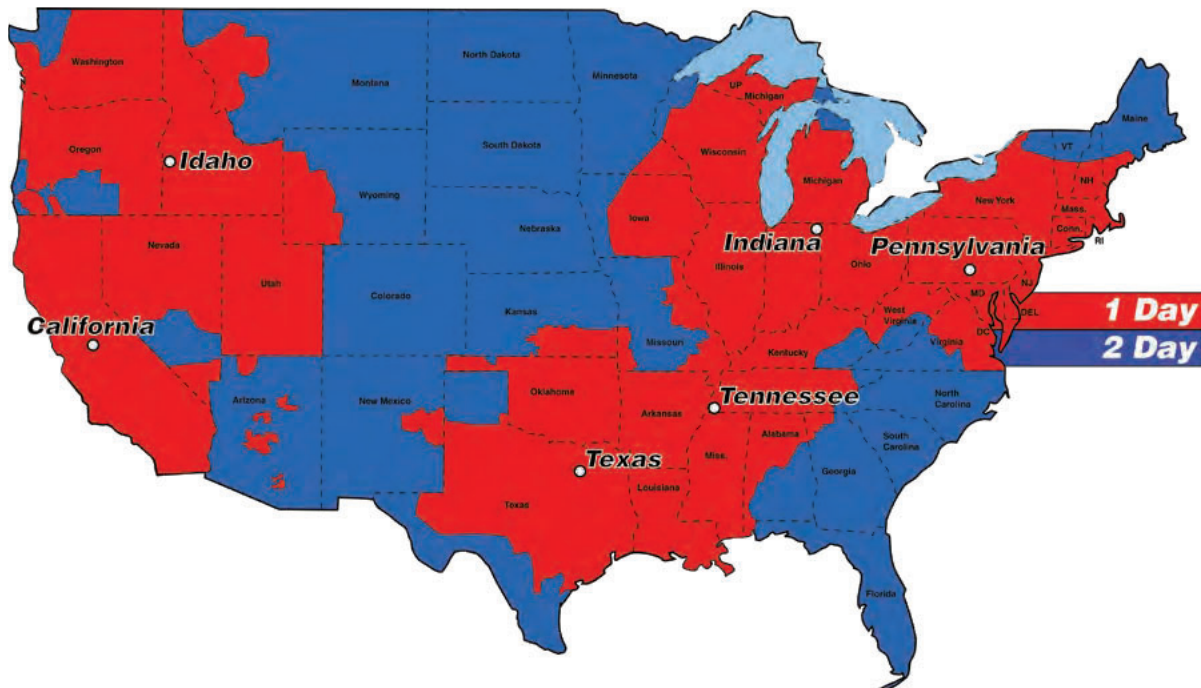 Washington
Montana
North Dakota
Minnesota
UP
Michigan
Maine
VT
Oregon
Idaho
South Dakota
Wisconsin
Michigan
NH
Wyoming
Iowa
New York
Mass.
Conn.
RI
Nevada
Nebraska
Indiana
Pennsylvania
Utah
Colorado
Illinois
Ohio
NJ
MD
Kansas
West
Virginia
DEL
1 Day
California
DC
Missouri
Kentucky
Virginia
2 Day
Arizona
New Mexico
Oklahome
Tennessee
North
Carolina
Arkansas
Alabama
South
Carolina
Texas
Miss.
Georgia
Louisiana
Texas
Florida